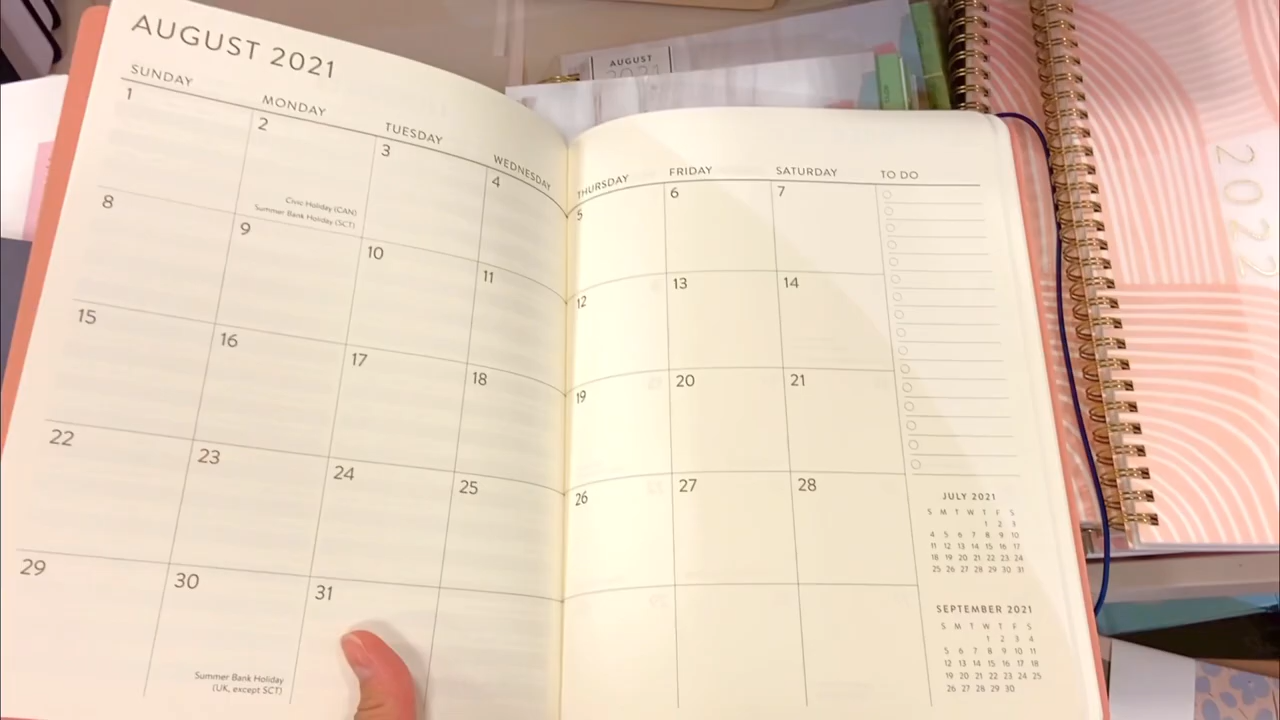 AUGUST 2021
SUNDAY MONDAY TUESDAY WEDNESDAY THURSDAY FRIDAY SATURDAY TO DO
1 2 3 4 5 6 7
Civic Holiday (CAN)
Summer Bank Holiday (SCT)
8 9 10 11 12 13 14
15 16 17 18 19 20 21
22 23 24 25 26 27 28
29 30 31
Summer Bank Holiday
(UK, except SCT)
JULY 2021
S M T W T F S
1 2 3
4 5 6 7 8 9 10
11 12 13 14 15 16 17
18 19 20 21 22 23 24
25 26 27 28 29 30 31
SEPTEMBER 2021
S M T W T F S
1 2 3 4
5 6 7 8 9 10 11
12 13 14 15 16 17 18
19 20 21 22 23 24 25
26 27 28 29 30
AUGUST
2021
2022